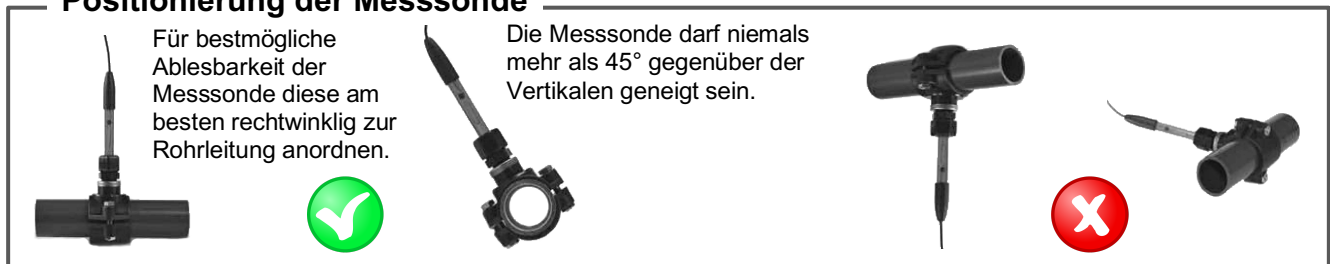 Positionierung der Messsonde
Für bestmögliche
Ablesbarkeit der
Messsonde diese am
besten rechtwinklig zur
Rohrleitung anordnen.
Die Messsonde darf niemals
mehr als 45° gegenüber der
Vertikalen geneigt sein.